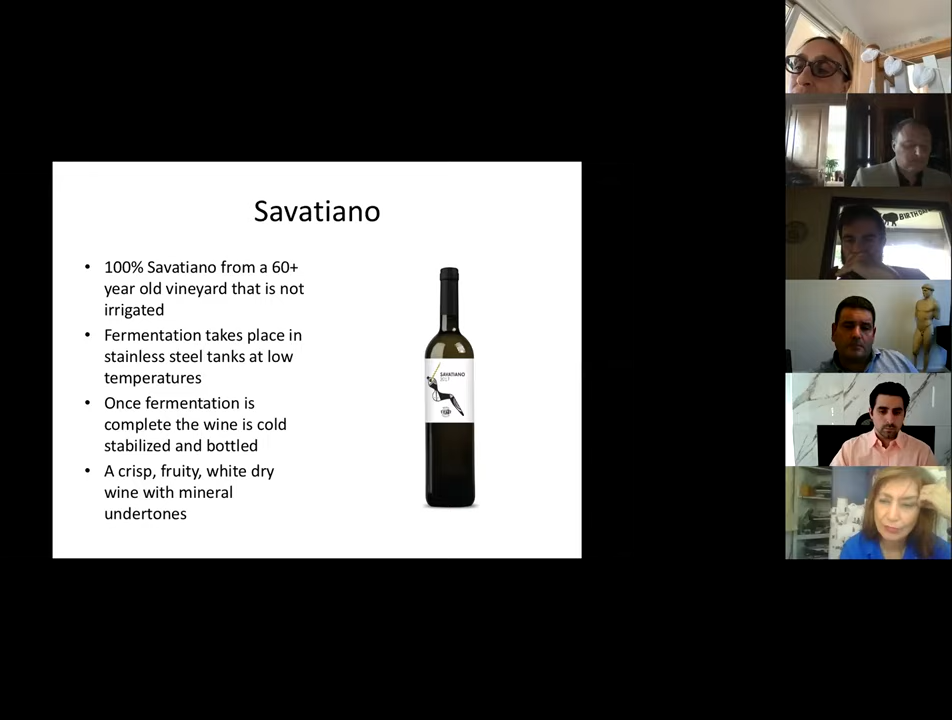 Savatiano
• 100% Savatiano from a 60+
year old vineyard that is not
irrigated
• Fermentation takes place in
stainless steel tanks at low
temperatures
• Once fermentation is
complete the wine is cold
stabilized and bottled
• A crisp, fruity, white dry
wine with mineral
undertones
SAVATIANO
2017
BIRTHDA